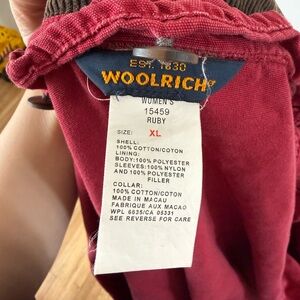 EST. 1830
WOOLRICH
WOMEN'S
15459
RUBY
SIZE: XL
SHELL:
100% COTTON/COTON
LINING:
BODY:100% POLYESTER
SLEEVES:100% NYLON
AND 100% POLYESTER
FILLER
COLLAR:
100% COTTON/COTON
MADE IN MACAU
FABRIQUE AUX MACAO
WPL 6635/CA 05331
SEE REVERSE FOR CARE